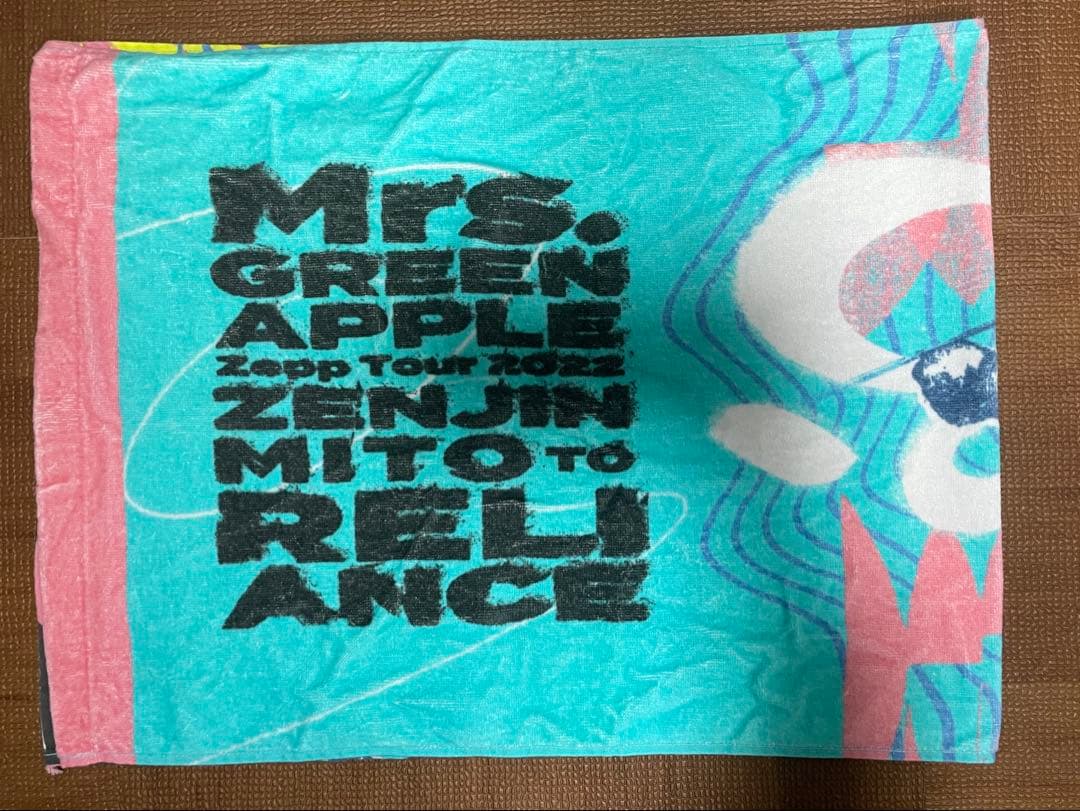 Mrs.
GREEN
APPLE
Zepp Tour 2022
ZENJIN
MITO TO
RELI
ANCE